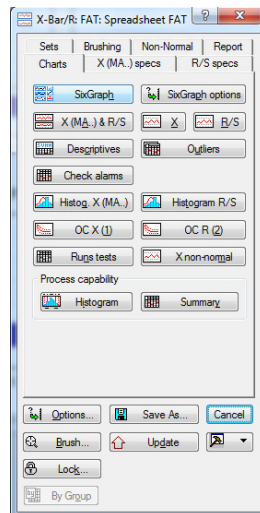 X-Bar/R: FAT: Spreadsheet FAT ? X
Sets Brushing Non-Normal Report
Charts X (MA..) specs R/S specs
SixGraph SixGraph options
X (MA..) & R/S X R/S
Descriptives Outliers
Check alarms
Histog. X (MA..) Histogram R/S
OC X (1) OC R (2)
Runs tests X non-normal
Process capability
Histogram Summary
Options... Save As... Cancel
Brush... Update
Lock...
By Group